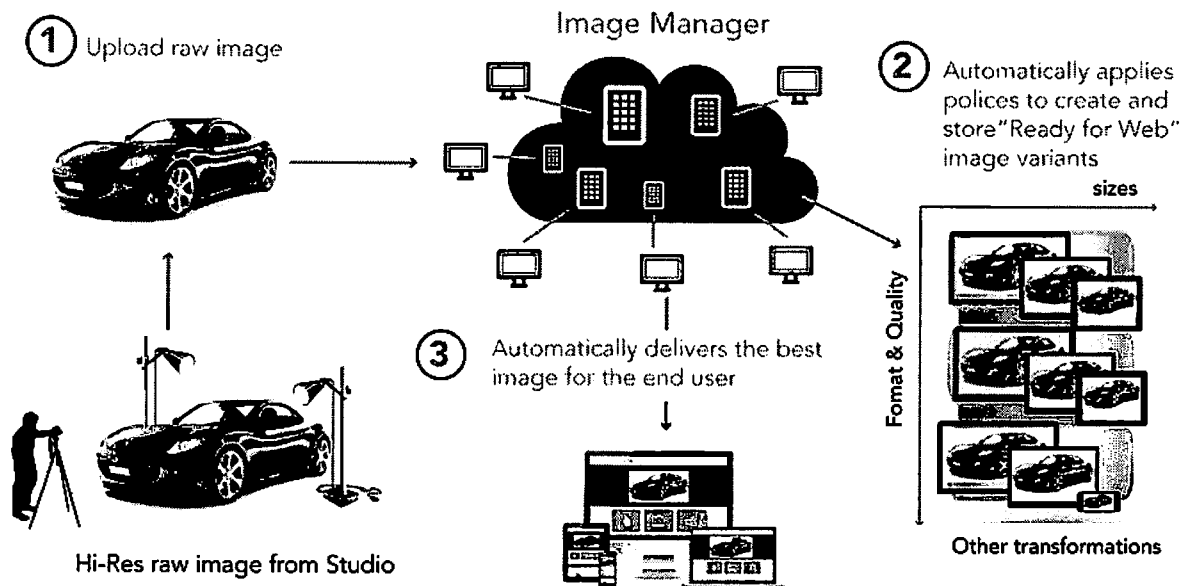 Image Manager
1 Upload raw image
2 Automatically applies
polices to create and
store"Ready for Web"
image variants
sizes
Fomat & Quality
Other transformations
3 Automatically delivers the best
image for the end user
Hi-Res raw image from Studio